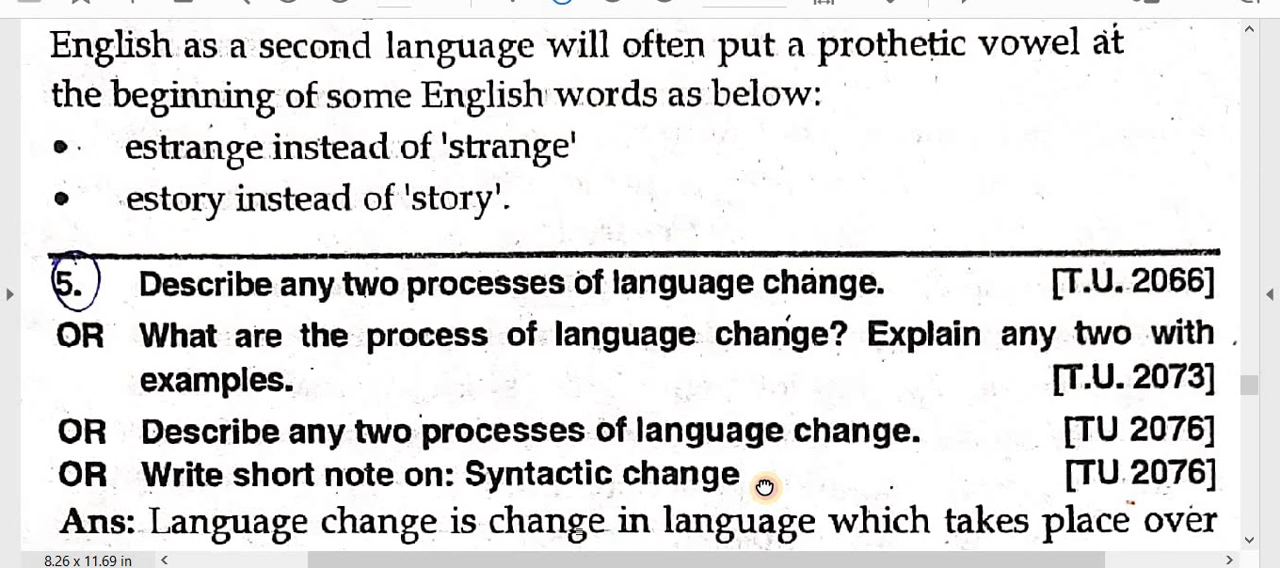 English as a second language will often put a prothetic vowel at
the beginning of some English words as below:
• estrange instead of 'strange'
• estory instead of 'story'.
5. Describe any two processes of language change. [T.U. 2066]
OR What are the process of language change? Explain any two with
examples. [T.U. 2073]
OR Describe any two processes of language change. [TU 2076]
OR Write short note on: Syntactic change [TU 2076]
Ans: Language change is change in language which takes place over
8.26 x 11.69 in